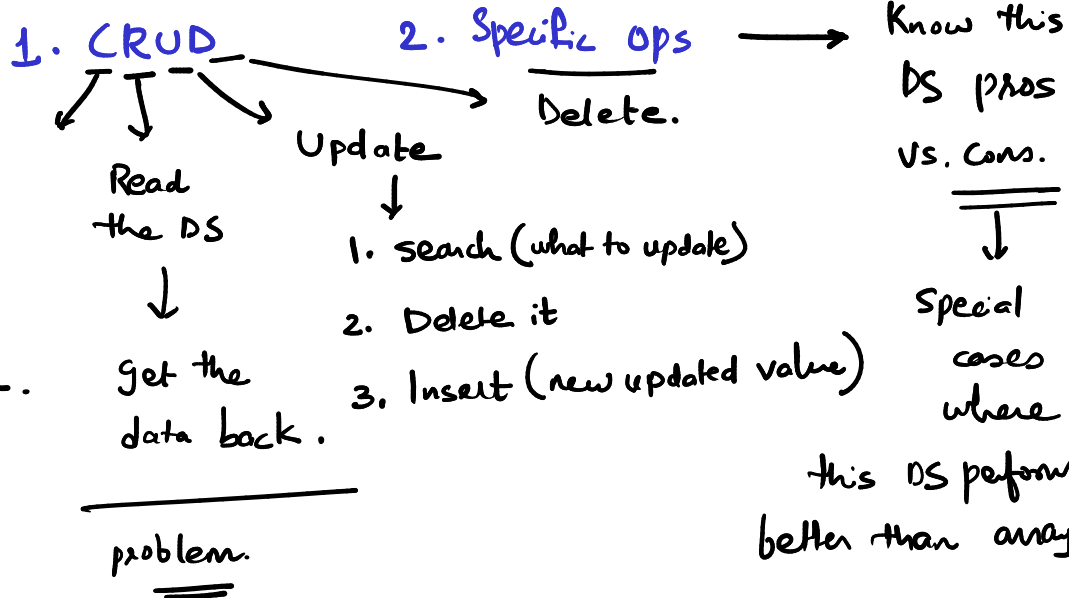 1. CRUD
2. Specific ops
Know this
DS pros
vs. cons.
Delete.
Update
Read
the DS
1. search (what to update)
2. Delete it
3. Insert (new updated value)
get the
data back.
problem.
Special
cases
where
this DS perform
better than array